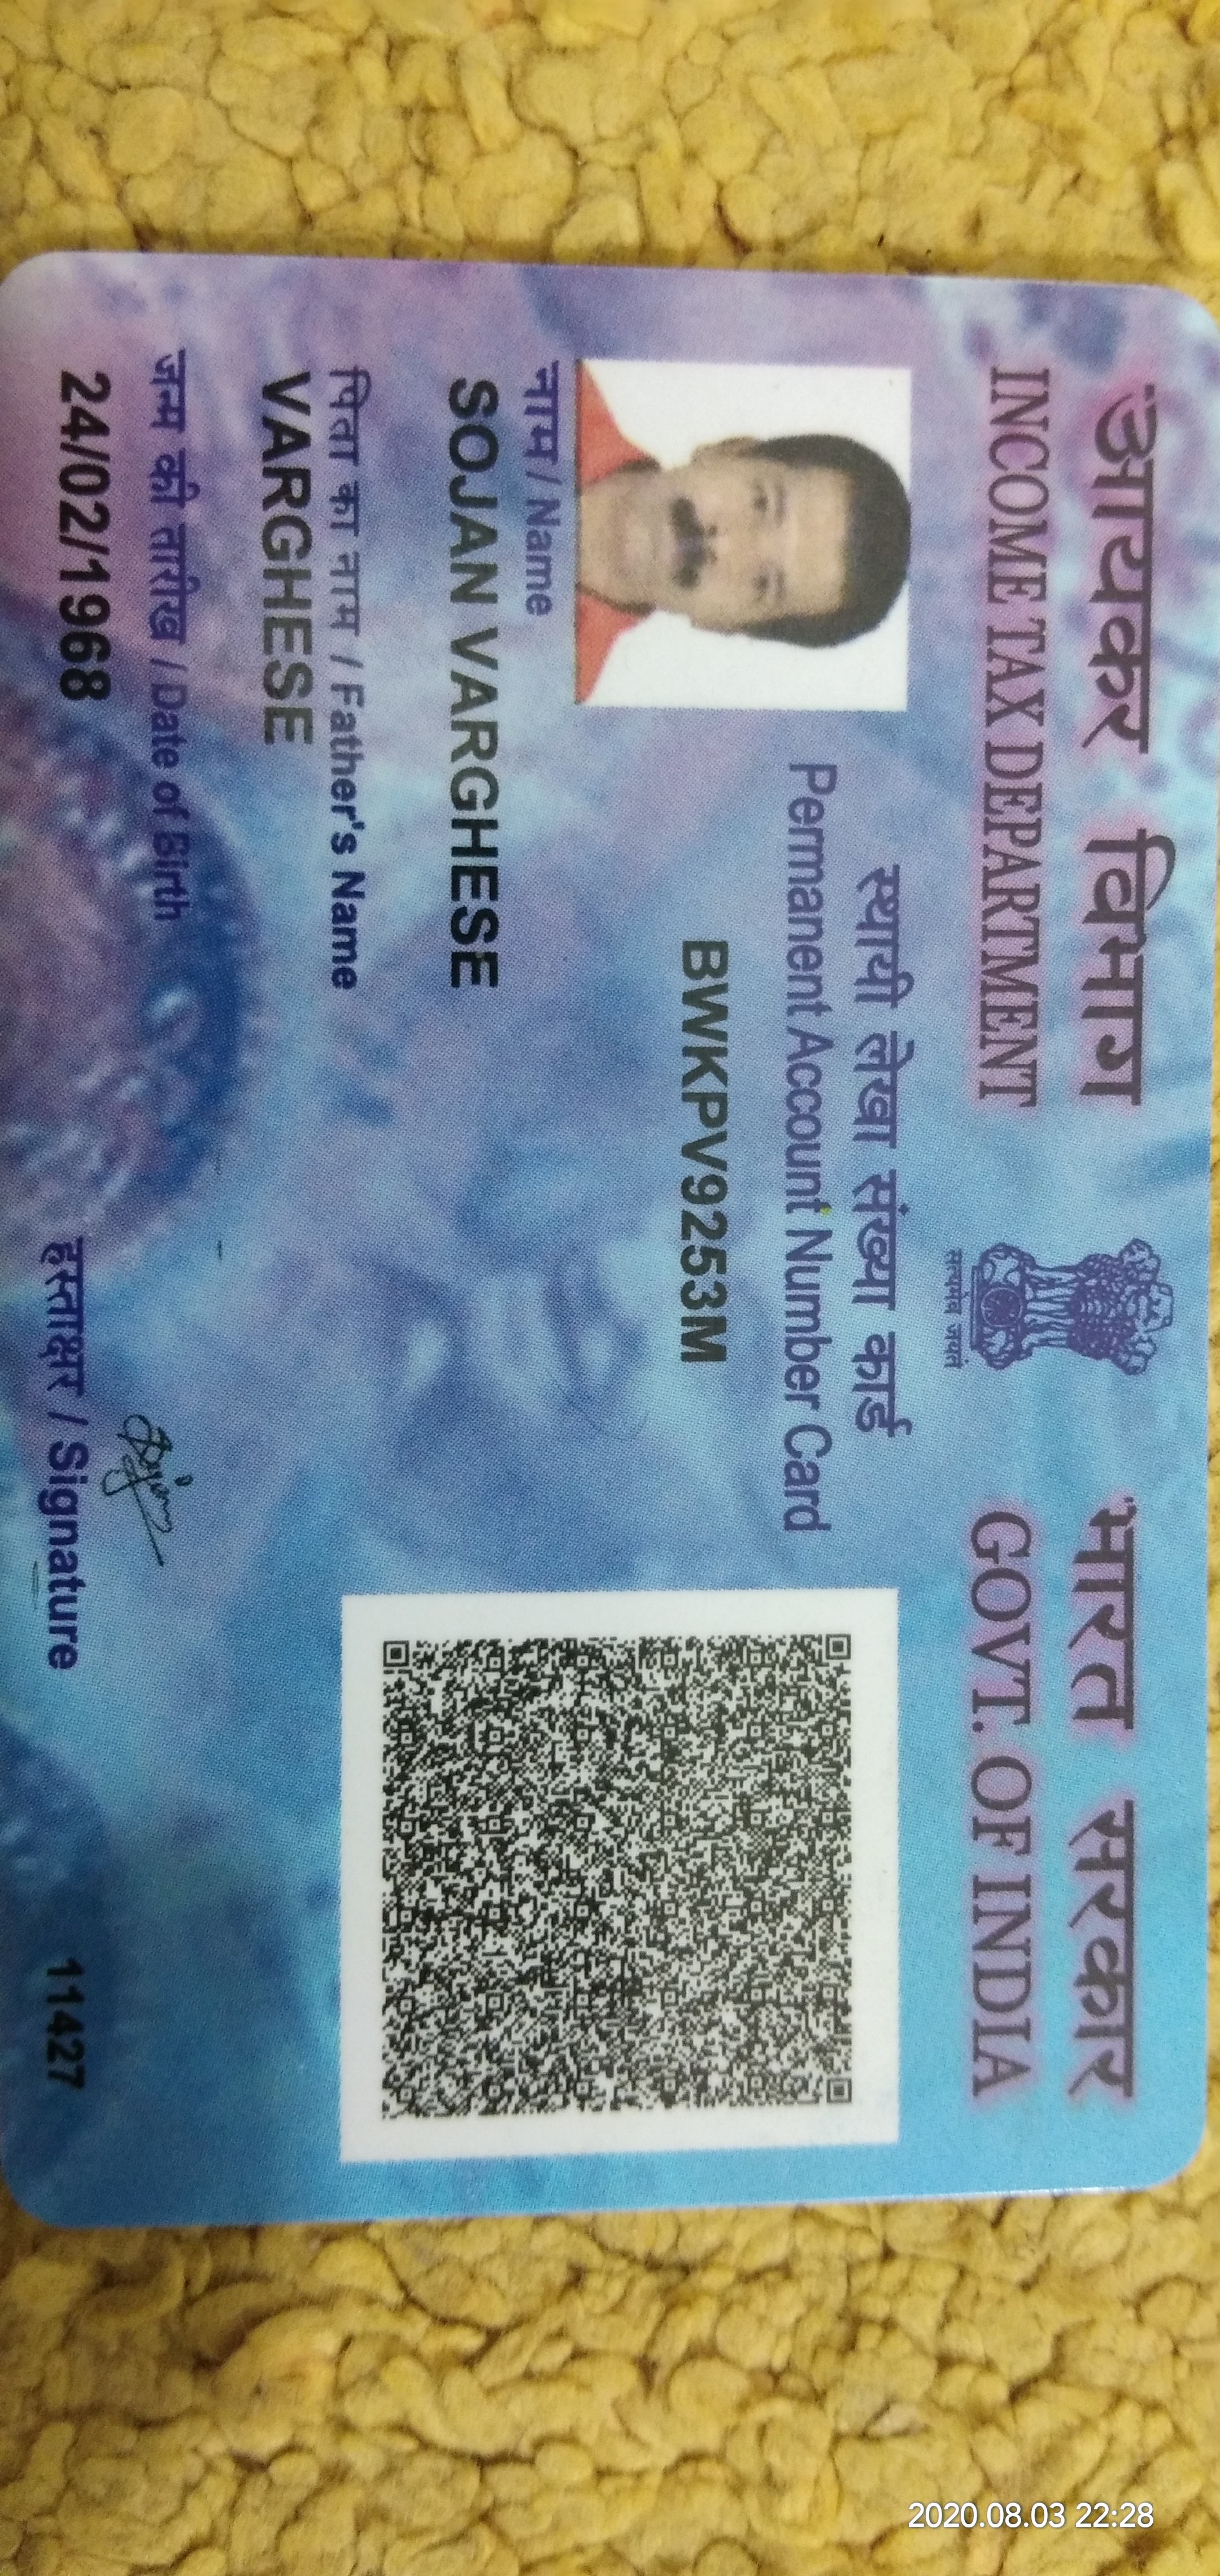 आयकर विभाग
INCOME TAX DEPARTMENT
सत्यमेव जयते
भारत सरकार
GOVT. OF INDIA
स्थायी लेखा संख्या कार्ड
Permanent Account Number Card
BWKPV9253M
नाम / Name
SOJAN VARGHESE
पिता का नाम / Father's Name
VARGHESE
जन्म की तारीख / Date of Birth
24/02/1968
हस्ताक्षर / Signature
11427
2020.08.03 22:28